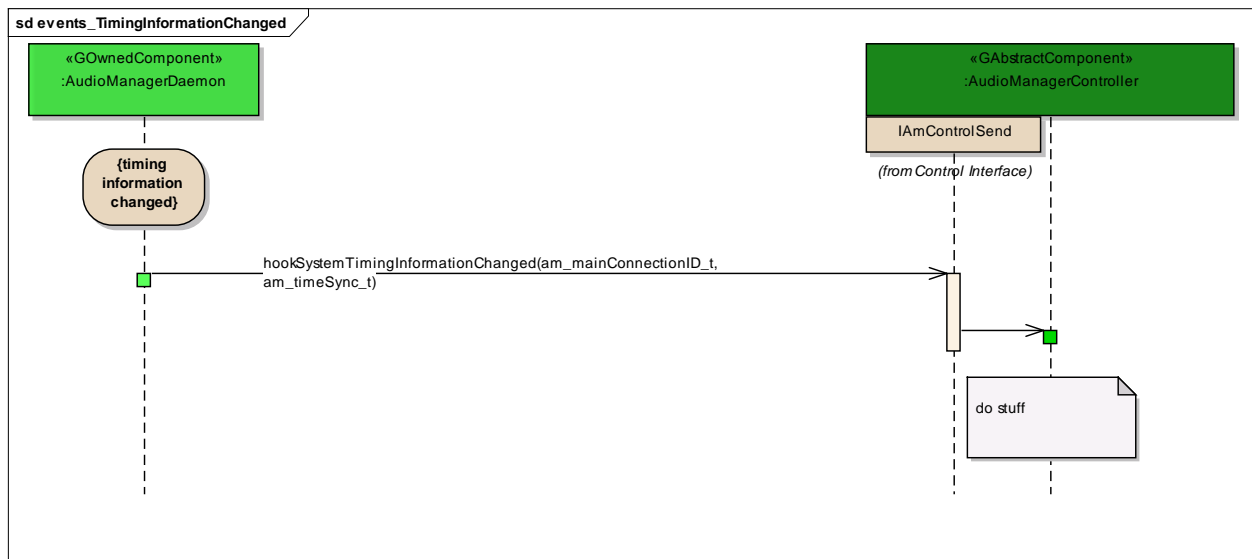 sd events_TimingInformationChanged
«GOwnedComponent»
:AudioManagerDaemon
«GAbstractComponent»
:AudioManagerController
IAmControlSend
(from Control Interface)
{timing
information
changed}
hookSystemTimingInformationChanged(am_mainConnectionID_t,
am_timeSync_t)
do stuff